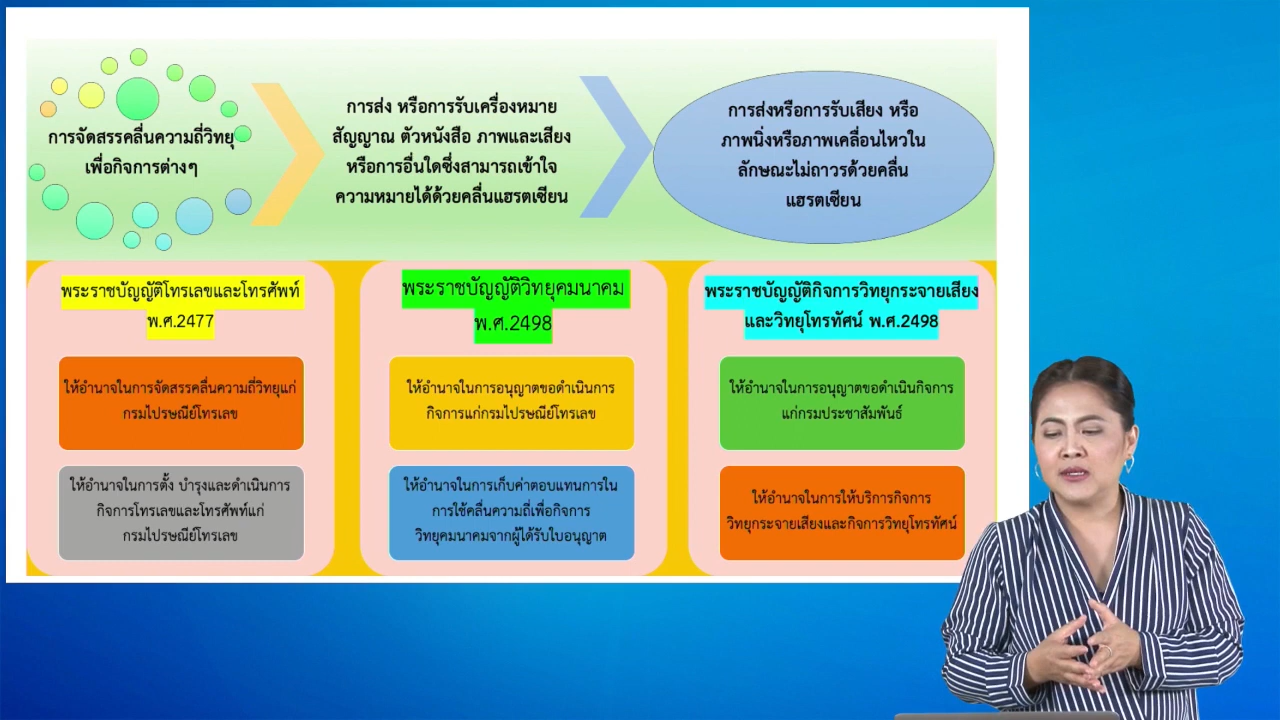 การจัดสรรคลื่นความถี่วิทยุ
เพื่อกิจการต่างๆ
การส่ง หรือการรับเครื่องหมาย
สัญญาณ ตัวหนังสือ ภาพและเสียง
หรือการอื่นใดซึ่งสามารถเข้าใจ
ความหมายได้ด้วยคลื่นแฮรตเซียน
การส่งหรือการรับเสียง หรือ
ภาพนิ่งหรือภาพเคลื่อนไหวใน
ลักษณะไม่ถาวรด้วยคลื่น
แฮรตเซียน
พระราชบัญญัติโทรเลขและโทรศัพท์
พ.ศ.2477
ให้อำนาจในการจัดสรรคลื่นความถี่วิทยุแก่
กรมไปรษณีย์โทรเลข
ให้อำนาจในการตั้ง บำรุงและดำเนินการ
กิจการโทรเลขและโทรศัพท์แก่
กรมไปรษณีย์โทรเลข
พระราชบัญญัติวิทยุคมนาคม
พ.ศ.2498
ให้อำนาจในการอนุญาตขอดำเนินการ
กิจการแก่กรมไปรษณีย์โทรเลข
ให้อำนาจในการเก็บค่าตอบแทนการใน
การใช้คลื่นความถี่เพื่อกิจการ
วิทยุคมนาคมจากผู้ได้รับใบอนุญาต
พระราชบัญญัติกิจการวิทยุกระจายเสียง
และวิทยุโทรทัศน์ พ.ศ.2498
ให้อำนาจในการอนุญาตขอดำเนินกิจการ
แก่กรมประชาสัมพันธ์
ให้อำนาจในการให้บริการกิจการ
วิทยุกระจายเสียงและกิจการวิทยุโทรทัศน์